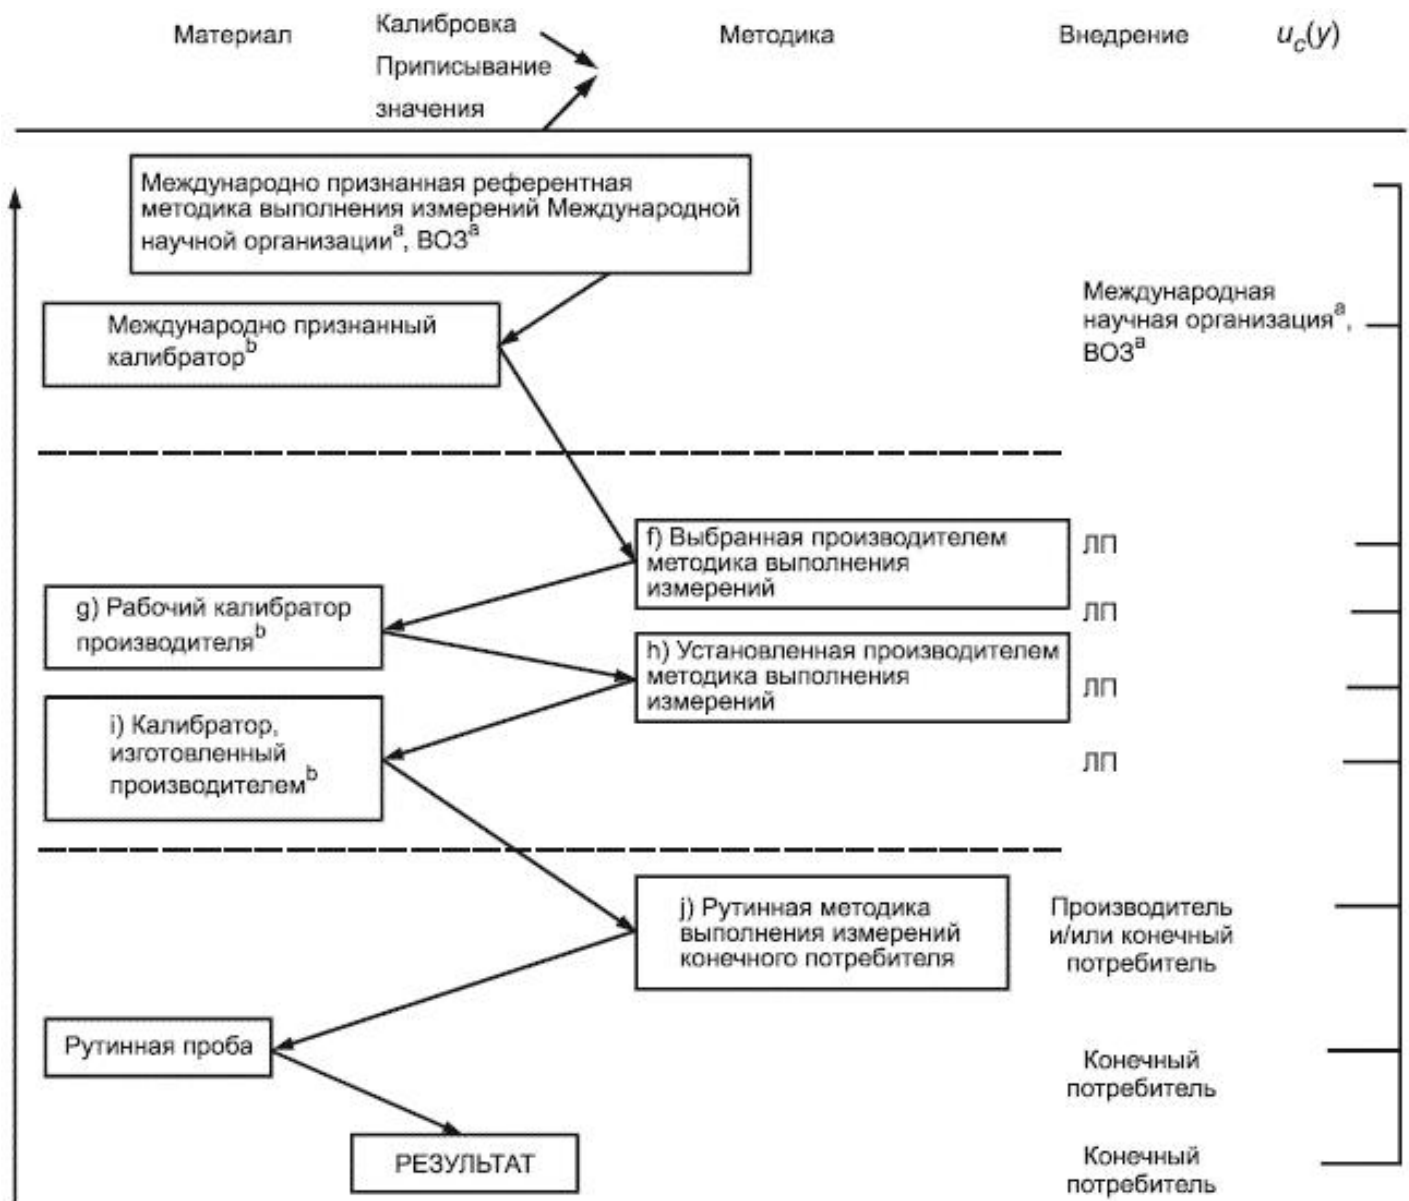 Материал
Калибровка
Приписывание
значения
Методика
Внедрение
u_c(y)
Международно признанная референтная
методика выполнения измерений Международной
научной организации^a, ВОЗ^a
Международно признанный
калибратор^b
Международная
научная организация^a,
ВОЗ^a
f) Выбранная производителем
методика выполнения
измерений
ЛП
g) Рабочий калибратор
производителя^b
ЛП
h) Установленная производителем
методика выполнения
измерений
ЛП
i) Калибратор,
изготовленный
производителем^b
ЛП
j) Рутинная методика
выполнения измерений
конечного потребителя
Производитель
и/или конечный
потребитель
Рутинная проба
Конечный
потребитель
РЕЗУЛЬТАТ
Конечный
потребитель